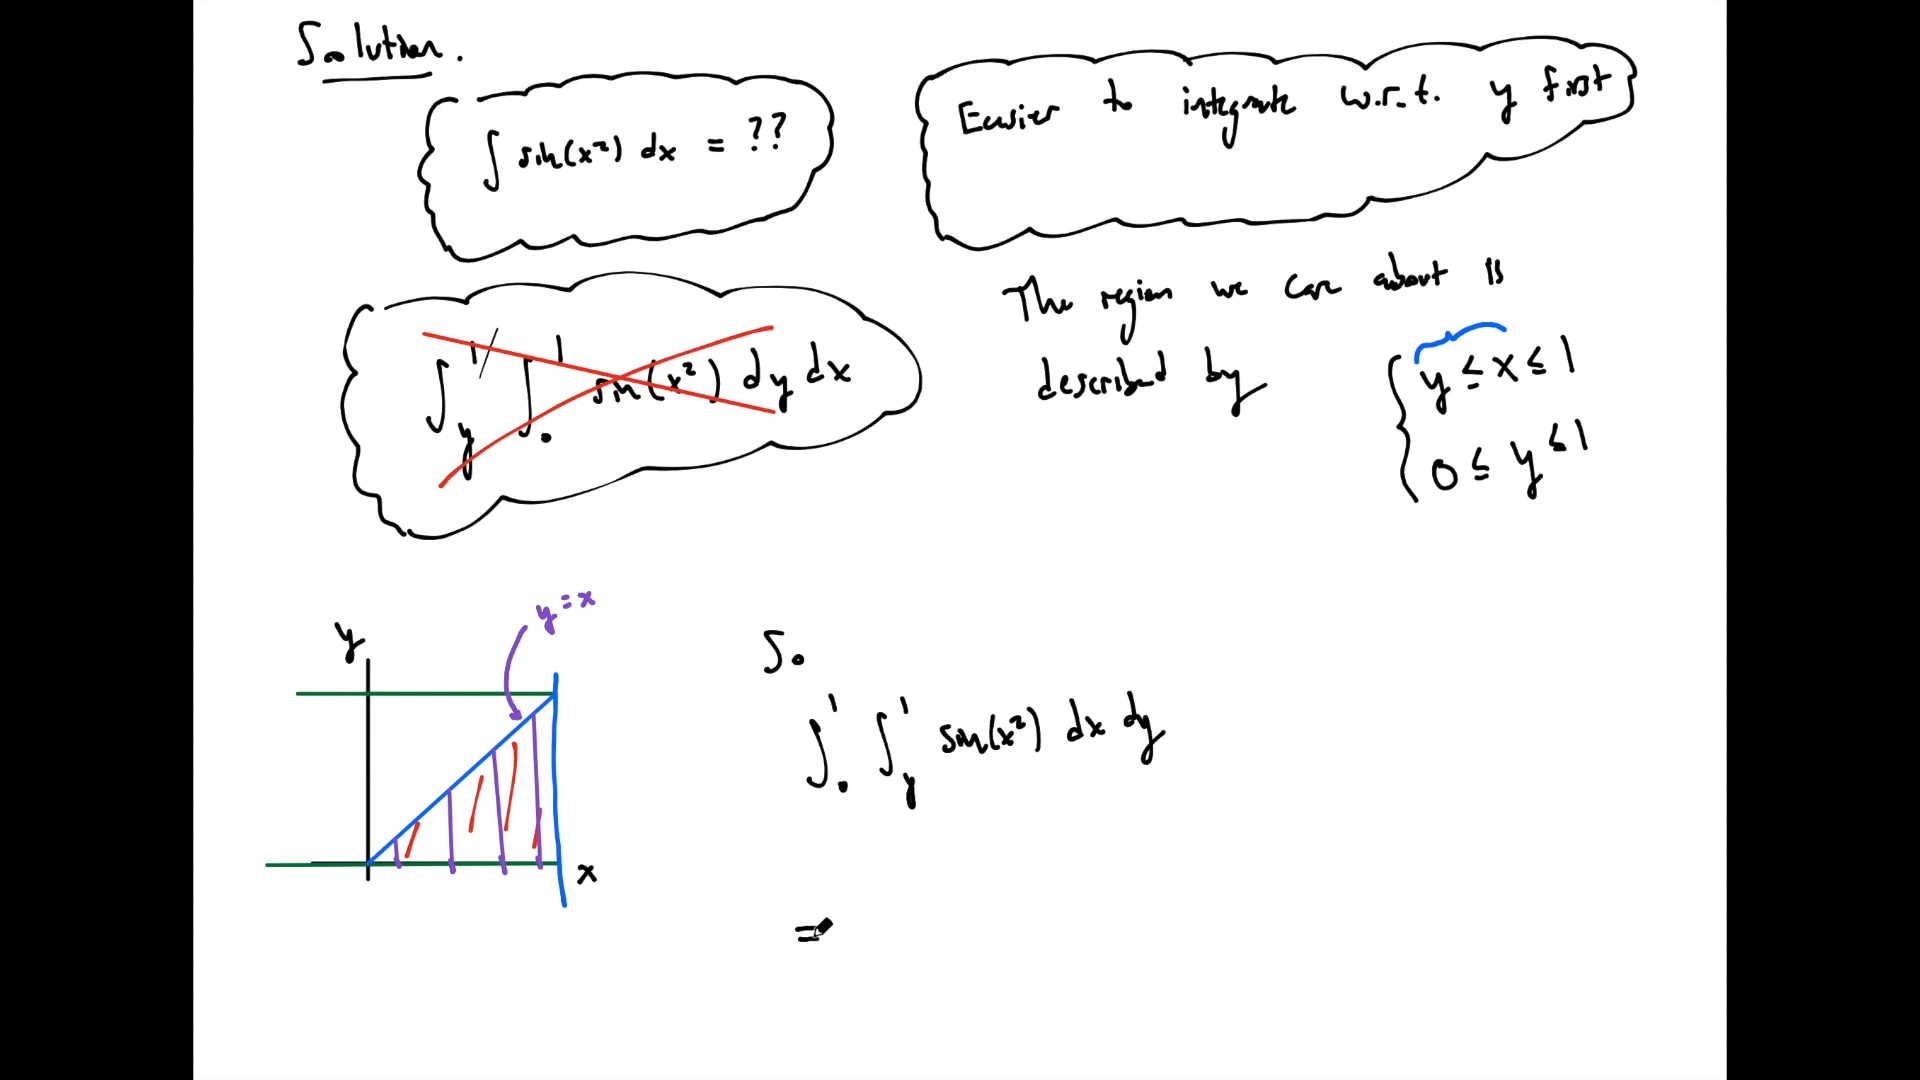 Solution.
∫ sin(x²) dx = ??
Easier to integrate w.r.t. y first
∫_y^1 ∫_0^1 sin(x²) dy dx
The region we care about is
described by { y ≤ x ≤ 1
0 ≤ y ≤ 1
y = x
y
x
So
∫_0^1 ∫_y^1 sin(x²) dx dy
=